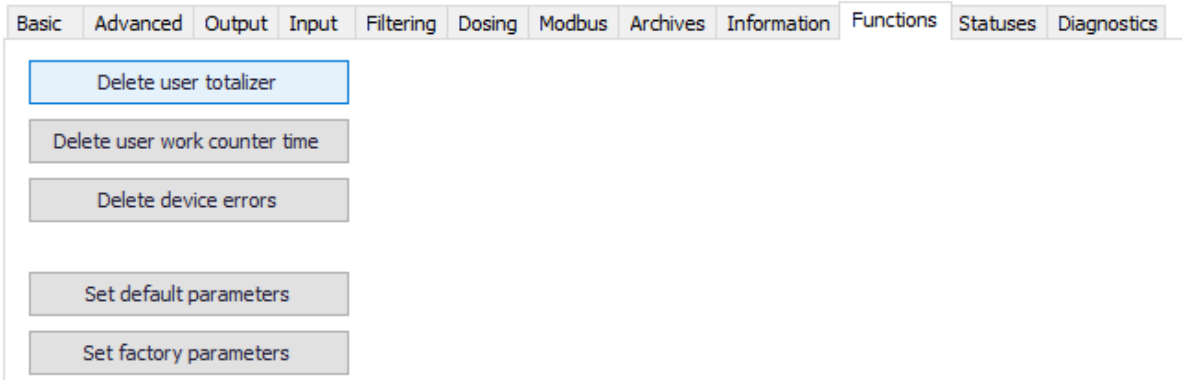 Basic Advanced Output Input Filtering Dosing Modbus Archives Information Functions Statuses Diagnostics
Delete user totalizer
Delete user work counter time
Delete device errors
Set default parameters
Set factory parameters